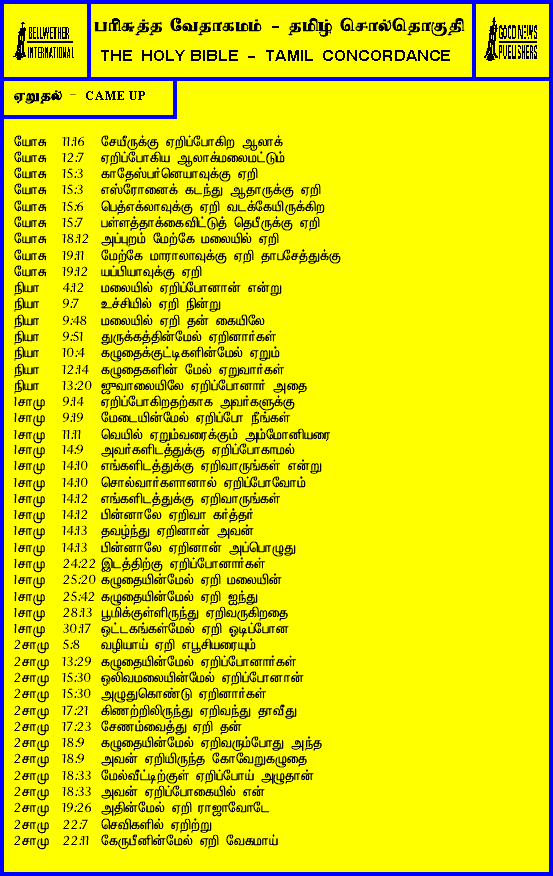 BELLWETHER
INTERNATIONAL
பரிசுத்த வேதாகமம் - தமிழ் சொல்தொகுதி
THE HOLY BIBLE - TAMIL CONCORDANCE
GOOD NEWS
PUBLISHERS
ஏறுதல் - CAME UP
யோசு 11:16 சேயீருக்கு ஏறிப்போகிற ஆலாக்
யோசு 12:7 ஏறிப்போகிய ஆலாக்மலைமட்டும்
யோசு 15:3 காதேஸ்பர்னெயாவுக்கு ஏறி
யோசு 15:3 எஸ்ரோனைக் கடந்து ஆதாருக்கு ஏறி
யோசு 15:6 பெத்எக்லாவுக்கு ஏறி வடக்கேயிருக்கிற
யோசு 15:7 பள்ளத்தாக்கைவிட்டுத் தெபீருக்கு ஏறி
யோசு 18:12 அப்புறம் மேற்கே மலையில் ஏறி
யோசு 19:11 மேற்கே மாராலாவுக்கு ஏறி தாபசேத்துக்கு
யோசு 19:12 யப்பியாவுக்கு ஏறி
நியா 4:12 மலையில் ஏறிப்போனான் என்று
நியா 9:7 உச்சியில் ஏறி நின்று
நியா 9:48 மலையில் ஏறி தன் கையிலே
நியா 9:51 துருக்கத்தின்மேல் ஏறினார்கள்
நியா 10:4 கழுதைக்குட்டிகளின்மேல் ஏறும்
நியா 12:14 கழுதைகளின் மேல் ஏறுவார்கள்
நியா 13:20 ஜுவாலையிலே ஏறிப்போனார் அதை
1சாமு 9:14 ஏறிப்போகிறதற்காக அவர்களுக்கு
1சாமு 9:19 மேடையின்மேல் ஏறிப்போ நீங்கள்
1சாமு 11:11 வெயில் ஏறும்வரைக்கும் அம்மோனியரை
1சாமு 14:9 அவர்களிடத்துக்கு ஏறிப்போகாமல்
1சாமு 14:10 எங்களிடத்துக்கு ஏறிவாருங்கள் என்று
1சாமு 14:10 சொல்வார்களானால் ஏறிப்போவோம்
1சாமு 14:12 எங்களிடத்துக்கு ஏறிவாருங்கள்
1சாமு 14:12 பின்னாலே ஏறிவா கர்த்தர்
1சாமு 14:13 தவழ்ந்து ஏறினான் அவன்
1சாமு 14:13 பின்னாலே ஏறினான் அப்பொழுது
1சாமு 24:22 இடத்திற்கு ஏறிப்போனார்கள்
1சாமு 25:20 கழுதையின்மேல் ஏறி மலையின்
1சாமு 25:42 கழுதையின்மேல் ஏறி ஐந்து
1சாமு 28:13 பூமிக்குள்ளிருந்து ஏறிவருகிறதை
1சாமு 30:17 ஒட்டகங்கள்மேல் ஏறி ஓடிப்போன
2சாமு 5:8 வழியாய் ஏறி எபூசியரையும்
2சாமு 13:29 கழுதையின்மேல் ஏறிப்போனார்கள்
2சாமு 15:30 ஒலிவமலையின்மேல் ஏறிப்போனான்
2சாமு 15:30 அழுதுகொண்டு ஏறினார்கள்
2சாமு 17:21 கிணற்றிலிருந்து ஏறிவந்து தாவீது
2சாமு 17:23 சேணம்வைத்து ஏறி தன்
2சாமு 18:9 கழுதையின்மேல் ஏறிவரும்போது அந்த
2சாமு 18:9 அவன் ஏறியிருந்த கோவேறுகழுதை
2சாமு 18:33 மேல்வீட்டிற்குள் ஏறிப்போய் அழுதான்
2சாமு 18:33 அவன் ஏறிப்போகையில் என்
2சாமு 19:26 அதின்மேல் ஏறி ராஜாவோடே
2சாமு 22:7 செவிகளில் ஏறிற்று
2சாமு 22:11 கேருபீனின்மேல் ஏறி வேகமாய்